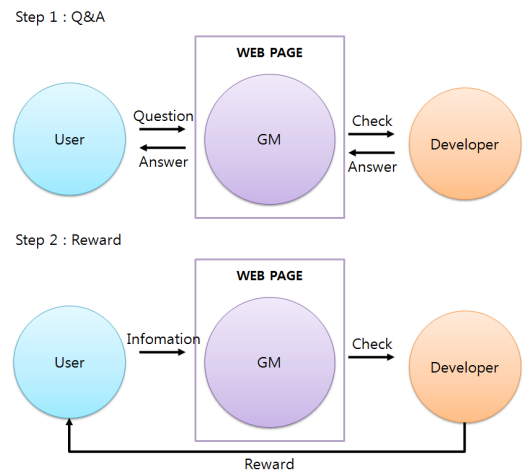 Step 1 : Q&A
WEB PAGE
User
Question
Answer
GM
Check
Answer
Developer
Step 2 : Reward
WEB PAGE
User
Infomation
GM
Check
Developer
Reward